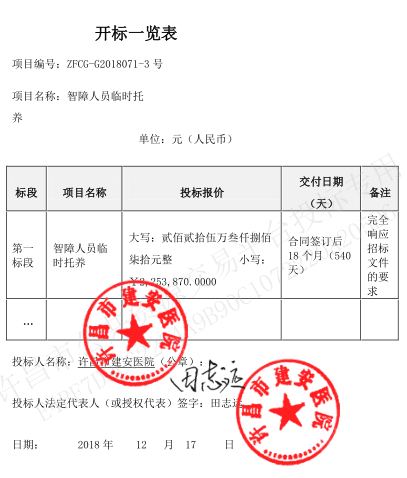 开标一览表
项目编号：ZFCG-G2018071-3 号
项目名称：智障人员临时托
养
单位：元（人民币）
标段 项目名称 投标报价 交付日期（天） 备注
第一标段 智障人员临时托养 大写：贰佰贰拾伍万叁仟捌佰柒拾元整 小写：¥2,253,870.0000 合同签订后18 个月（540天） 完全响应招标文件的要求
…
投标人名称：许昌市建安医院（公章）：
田志远
投标人法定代表人（或授权代表）签字：田志远
日期： 2018 年 12 月 17 日
许昌市建安医院
许昌市建安医院